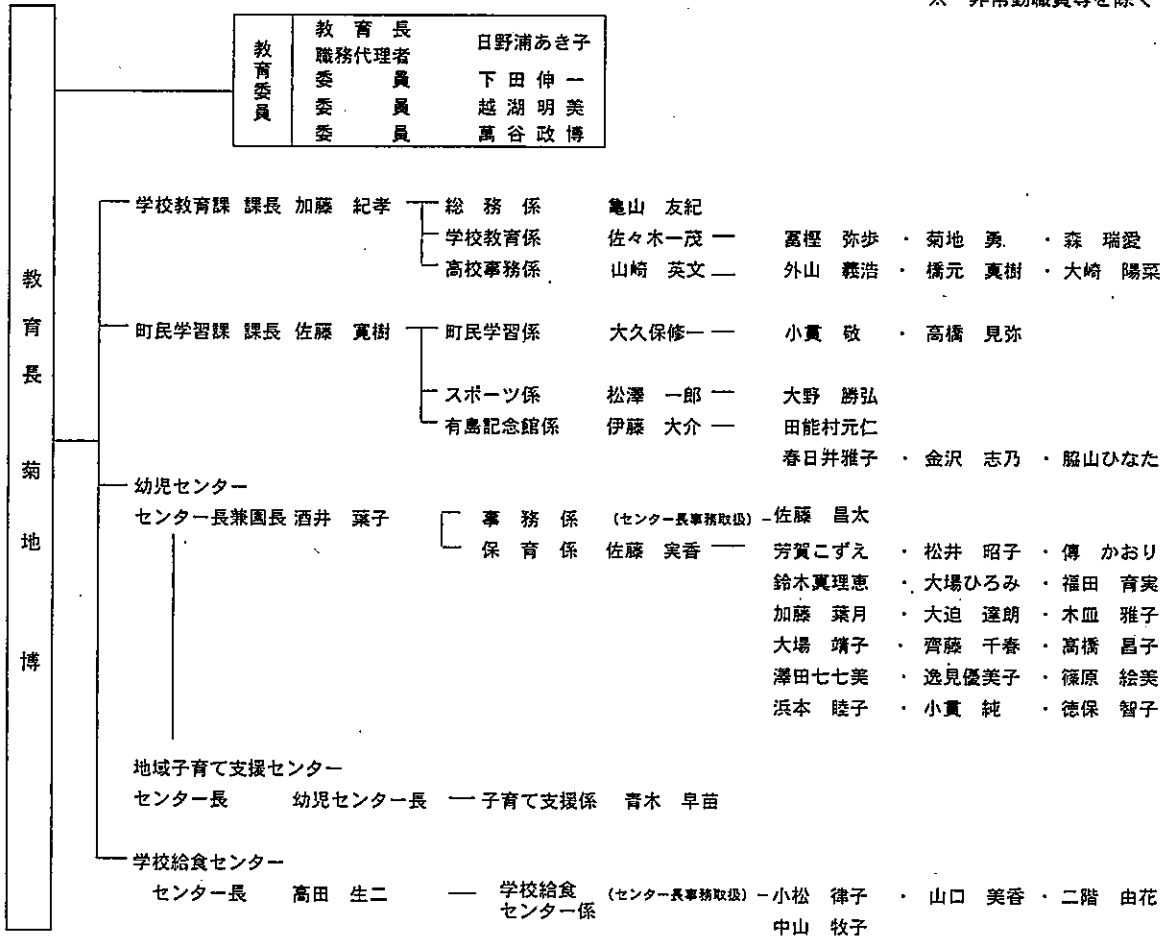 ※ 非常勤職員等を除く
教育長 菊地 博
教育委員
教育長 日野浦あき子
職務代理者
委員 下田伸一
委員 越湖明美
委員 萬谷政博
学校教育課 課長 加藤 紀孝 総務係 亀山 友紀
学校教育係 佐々木一茂 冨樫 弥歩 ・ 菊地 勇 ・ 森 瑞愛
高校事務係 山崎 英文 外山 義浩 ・ 橋元 真樹 ・ 大崎 陽菜
町民学習課 課長 佐藤 寛樹 町民学習係 大久保修一 小貫 敬 ・ 高橋 見弥
スポーツ係 松澤 一郎 大野 勝弘
有島記念館係 伊藤 大介 田能村元仁
春日井雅子 ・ 金沢 志乃 ・ 脇山ひなた
幼児センター
センター長兼園長 酒井 葉子 事務係 (センター長事務取扱) 佐藤 昌太
保育係 佐藤 実香 芳賀こずえ ・ 松井 昭子 ・ 傳 かおり
鈴木真理恵 ・ 大場ひろみ ・ 福田 育実
加藤 葉月 ・ 大迫 達朗 ・ 木皿 雅子
大場 靖子 ・ 齊藤 千春 ・ 高橋 昌子
澤田七七美 ・ 逸見優美子 ・ 篠原 絵美
浜本 睦子 ・ 小貫 純 ・ 徳保 智子
地域子育て支援センター
センター長 幼児センター長 子育て支援係 青木 早苗
学校給食センター
センター長 高田 生二 学校給食センター係 (センター長事務取扱) 小松 律子 ・ 山口 美香 ・ 二階 由花
中山 牧子